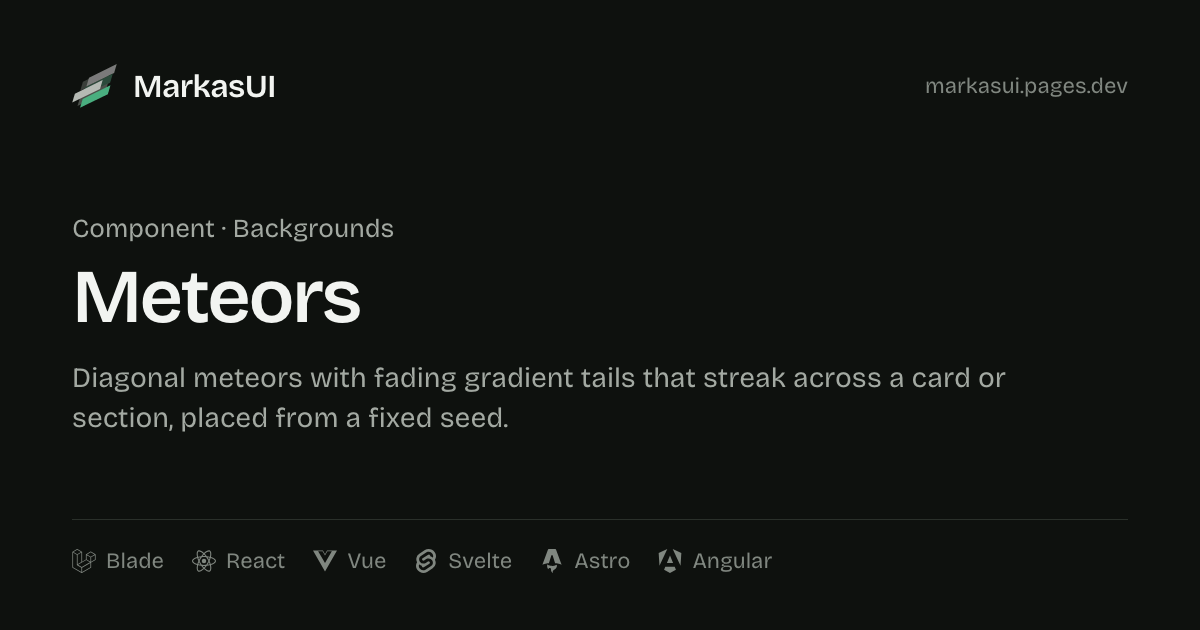 MarkasUI
markasui.pages.dev
Component · Backgrounds
Meteors
Diagonal meteors with fading gradient tails that streak across a card or
section, placed from a fixed seed.
Blade React Vue Svelte Astro Angular